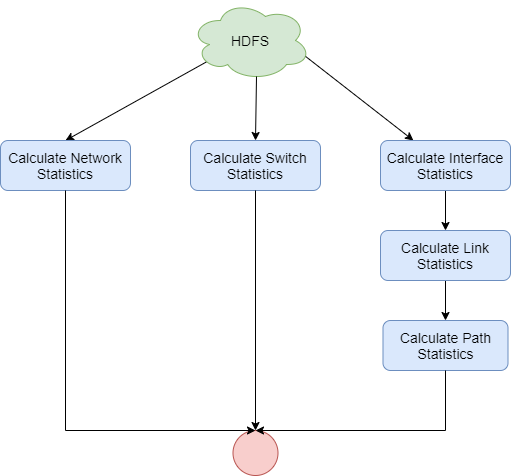 HDFS
Calculate Network
Statistics
Calculate Switch
Statistics
Calculate Interface
Statistics
Calculate Link
Statistics
Calculate Path
Statistics